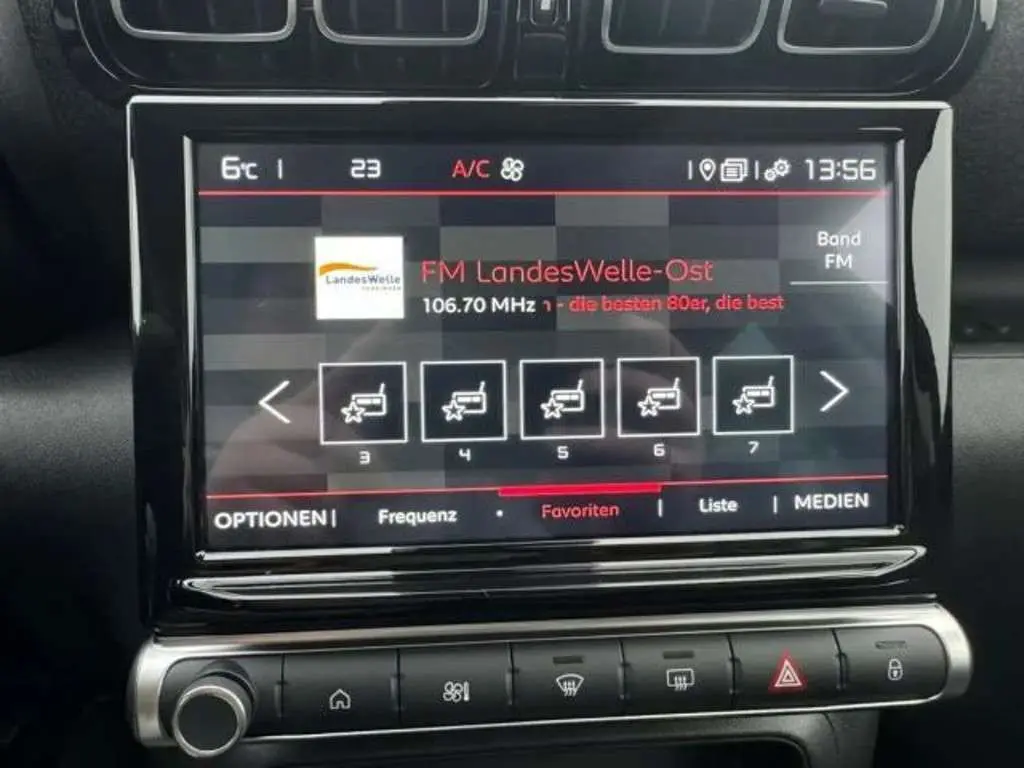 6°C 23 A/C 13:56
Band
FM
LandesWelle
FM LandesWelle-Ost
106.70 MHz - die besten 80er, die best
3 4 5 6 7
OPTIONEN Frequenz Favoriten Liste MEDIEN